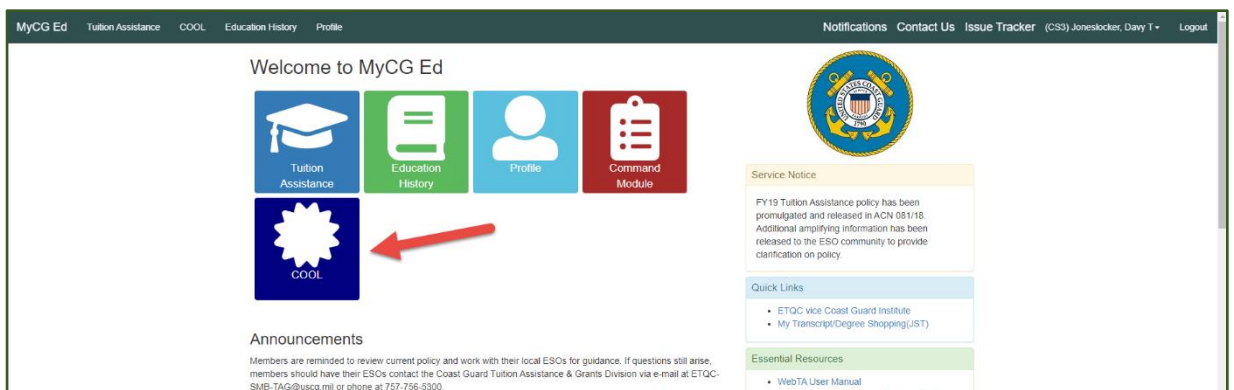 MyCG Ed Tuition Assistance COOL Education History Profile Notifications Contact Us Issue Tracker (CS3) Joneslocker, Davy T Logout
Welcome to MyCG Ed
Tuition
Assistance
Education
History
Profile
Command
Module
COOL
Announcements
Members are reminded to review current policy and work with their local ESOs for guidance. If questions still arise,
members should have their ESOs contact the Coast Guard Tuition Assistance & Grants Division via e-mail at ETQC-
SMB-TAG@uscg.mil or phone at 757-756-5300.
UNITED STATES COAST GUARD
1790
Service Notice
FY19 Tuition Assistance policy has been
promulgated and released in ACN 081/18.
Additional amplifying information has been
released to the ESO community to provide
clarification on policy.
Quick Links
• ETQC vice Coast Guard Institute
• My Transcript/Degree Shopping(JST)
Essential Resources
• WebTA User Manual